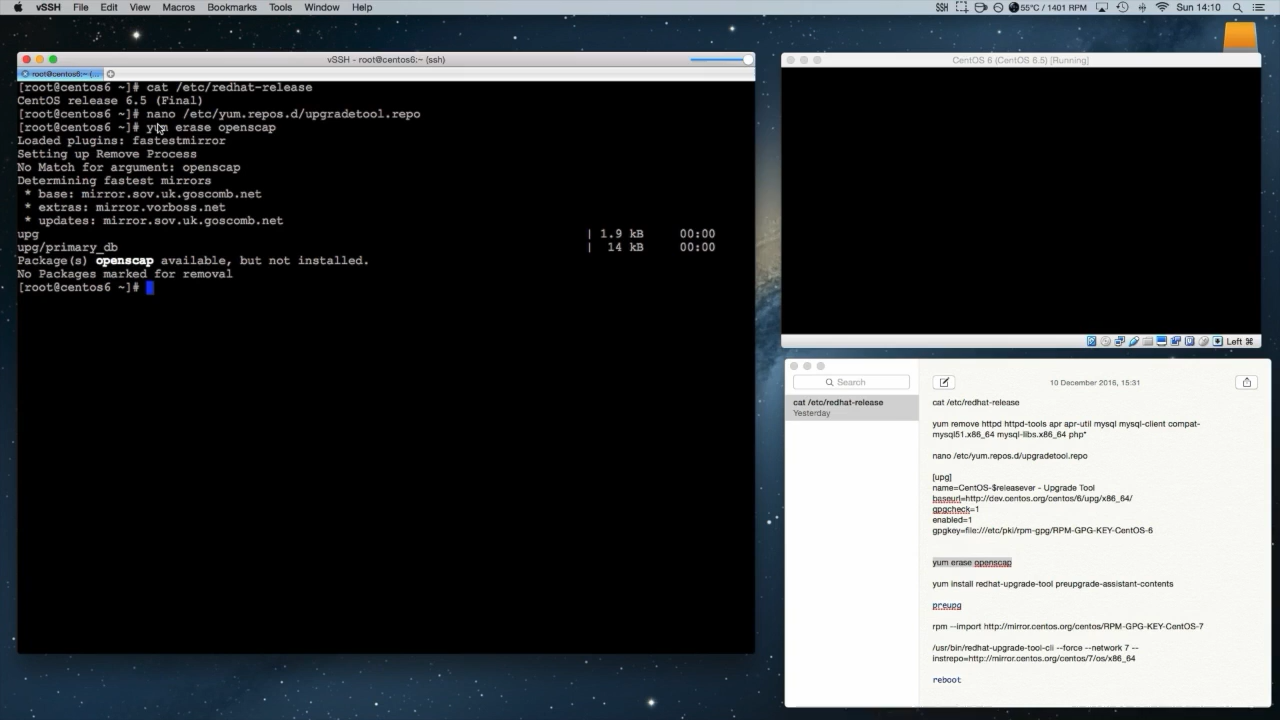 vSSH File Edit View Macros Bookmarks Tools Window Help 55°C / 1401 RPM Sun 14:10
vSSH - root@centos6:~ (ssh)
root@centos6:~ (...
[root@centos6 ~]# cat /etc/redhat-release
CentOS release 6.5 (Final)
[root@centos6 ~]# nano /etc/yum.repos.d/upgradetool.repo
[root@centos6 ~]# yum erase openscap
Loaded plugins: fastestmirror
Setting up Remove Process
No Match for argument: openscap
Determining fastest mirrors
* base: mirror.sov.uk.goscomb.net
* extras: mirror.vorboss.net
* updates: mirror.sov.uk.goscomb.net
upg | 1.9 kB 00:00
upg/primary_db | 14 kB 00:00
Package(s) openscap available, but not installed.
No Packages marked for removal
[root@centos6 ~]#
CentOS 6 (CentOS 6.5) [Running]
Left ⌘
Search
cat /etc/redhat-release
Yesterday
10 December 2016, 15:31
cat /etc/redhat-release
yum remove httpd httpd-tools apr apr-util mysql mysql-client compat-
mysql51.x86_64 mysql-libs.x86_64 php*
nano /etc/yum.repos.d/upgradetool.repo
[upg]
name=CentOS-$releasever - Upgrade Tool
baseurl=http://dev.centos.org/centos/6/upg/x86_64/
gpgcheck=1
enabled=1
gpgkey=file:///etc/pki/rpm-gpg/RPM-GPG-KEY-CentOS-6
yum erase openscap
yum install redhat-upgrade-tool preupgrade-assistant-contents
preupg
rpm --import http://mirror.centos.org/centos/RPM-GPG-KEY-CentOS-7
/usr/bin/redhat-upgrade-tool-cli --force --network 7 --
instrepo=http://mirror.centos.org/centos/7/os/x86_64
reboot